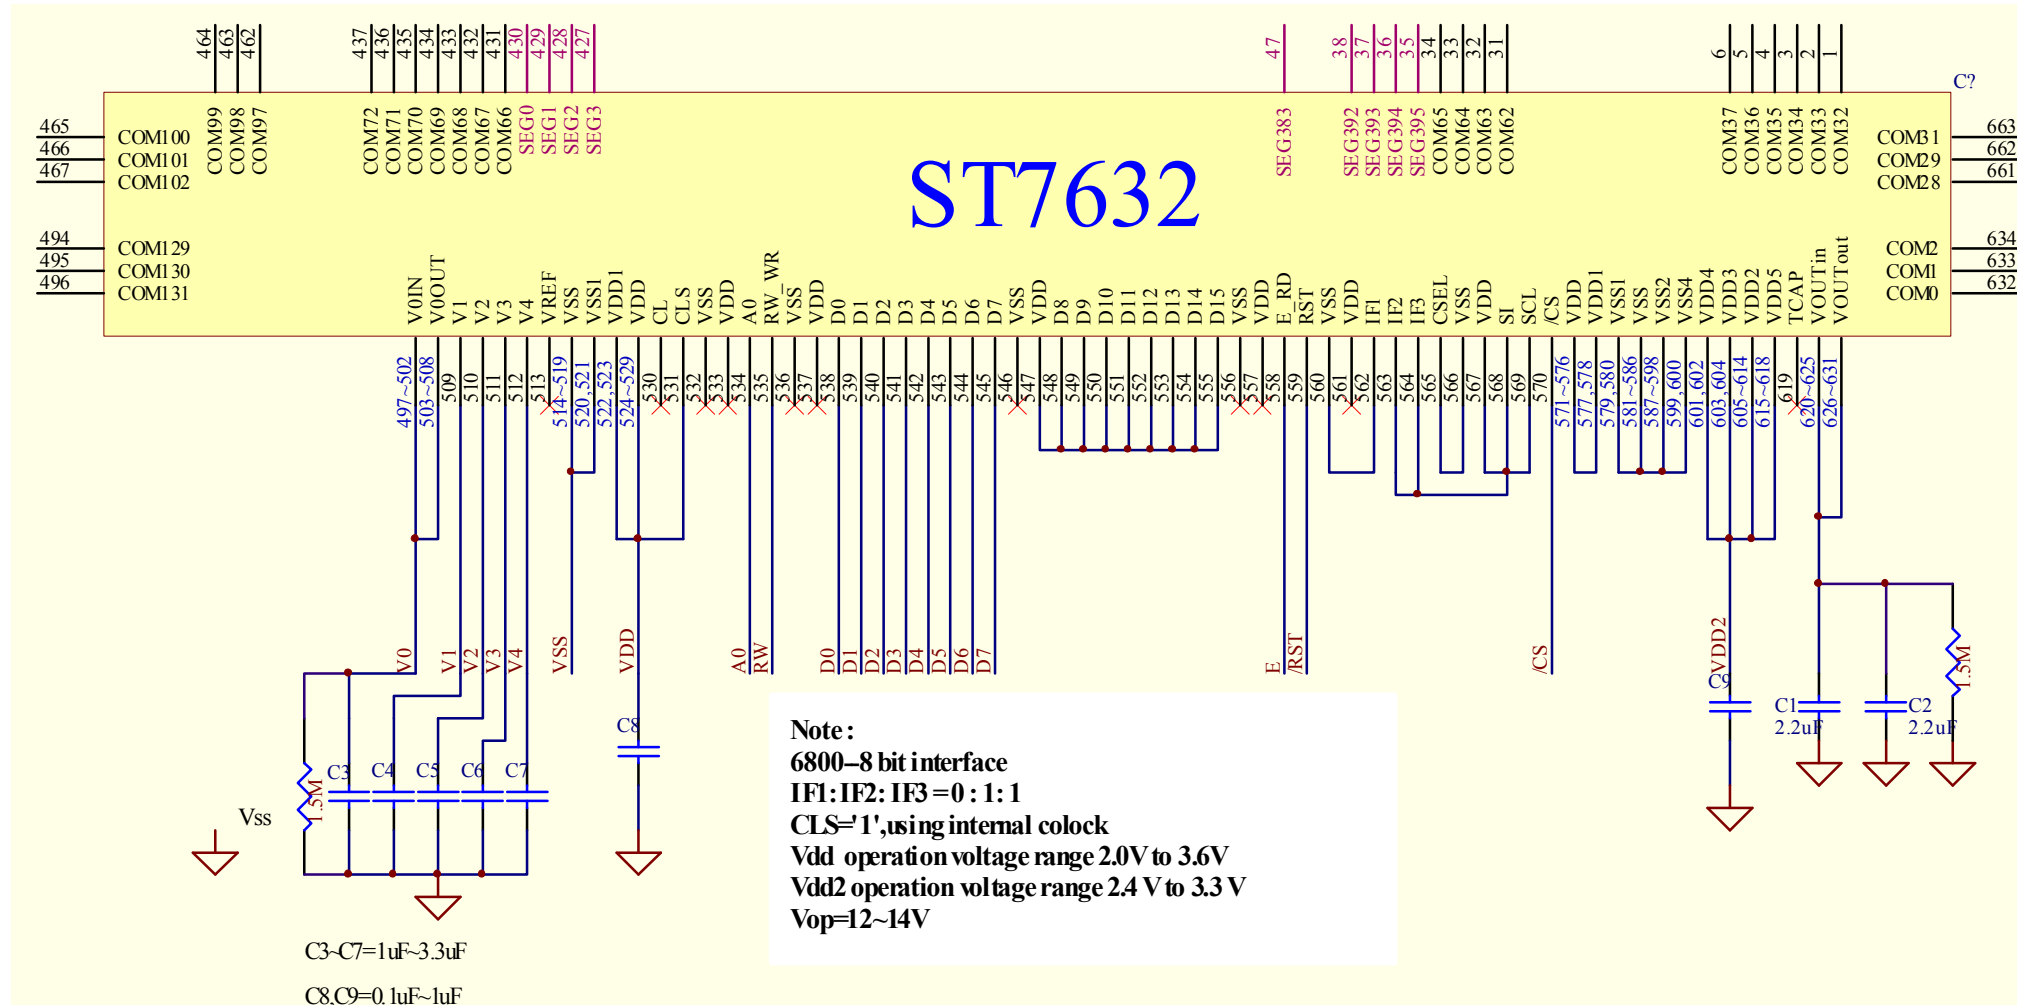 464 463 462 437 436 435 434 433 432 431 430 429 428 427 47 38 37 36 35 34 33 32 31 6 5 4 3 2 1
C?
COM99 COM98 COM97 COM72 COM71 COM70 COM69 COM68 COM67 COM66 SEG0 SEG1 SEG2 SEG3 SEG383 SEG392 SEG393 SEG394 SEG395 COM65 COM64 COM63 COM62 COM37 COM36 COM35 COM34 COM33 COM32
465 COM100
466 COM101
467 COM102
COM31 663
COM29 662
COM28 661
ST7632
494 COM129
495 COM130
496 COM131
COM2 634
COM1 633
COM0 632
V0IN V0OUT V1 V2 V3 V4 VREF VSS VSS1 VDD1 VDD CL CLS VSS VDD A0 RW_WR VSS VDD D0 D1 D2 D3 D4 D5 D6 D7 VSS VDD D8 D9 D10 D11 D12 D13 D14 D15 VSS VDD E_RD RST VSS VDD IF1 IF2 IF3 CSEL VSS VDD SI SCL /CS VDD VDD1 VSS1 VSS VSS2 VSS4 VDD4 VDD3 VDD2 VDD5 TCAP VOUTin VOUTout
497~502 503~508 509 510 511 512 513 514~519 520,521 522,523 524~529 530 531 532 533 534 535 536 537 538 539 540 541 542 543 544 545 546 547 548 549 550 551 552 553 554 555 556 557 558 559 560 561 562 563 564 565 566 567 568 569 570 571~576 577,578 579,580 581~586 587~598 599,600 601,602 603,604 605~614 615~618 619 620~625 626~631
V0 V1 V2 V3 V4 VSS VDD A0 RW D0 D1 D2 D3 D4 D5 D6 D7 E /RST /CS VDD2
C9
C1
2.2uF
C2
2.2uF
1.5M
C8
C3 C4 C5 C6 C7
1.5M
Vss
Note :
6800--8 bit interface
IF1: IF2: IF3 = 0 : 1: 1
CLS='1',using internal colock
Vdd operation voltage range 2.0V to 3.6V
Vdd2 operation voltage range 2.4 V to 3.3 V
Vop=12~14V
C3~C7=1uF~3.3uF
C8,C9=0.1uF~1uF